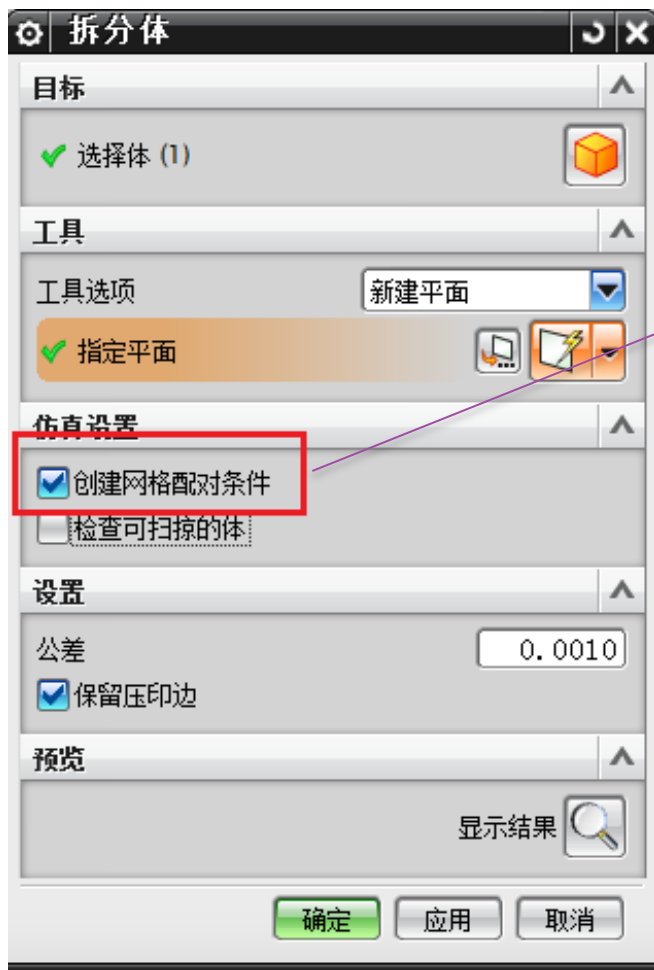 拆分体
目标
选择体 (1)
工具
工具选项 新建平面
指定平面
仿真设置
创建网格配对条件
检查可扫掠的体
设置
公差 0.0010
保留压印边
预览
显示结果
确定 应用 取消